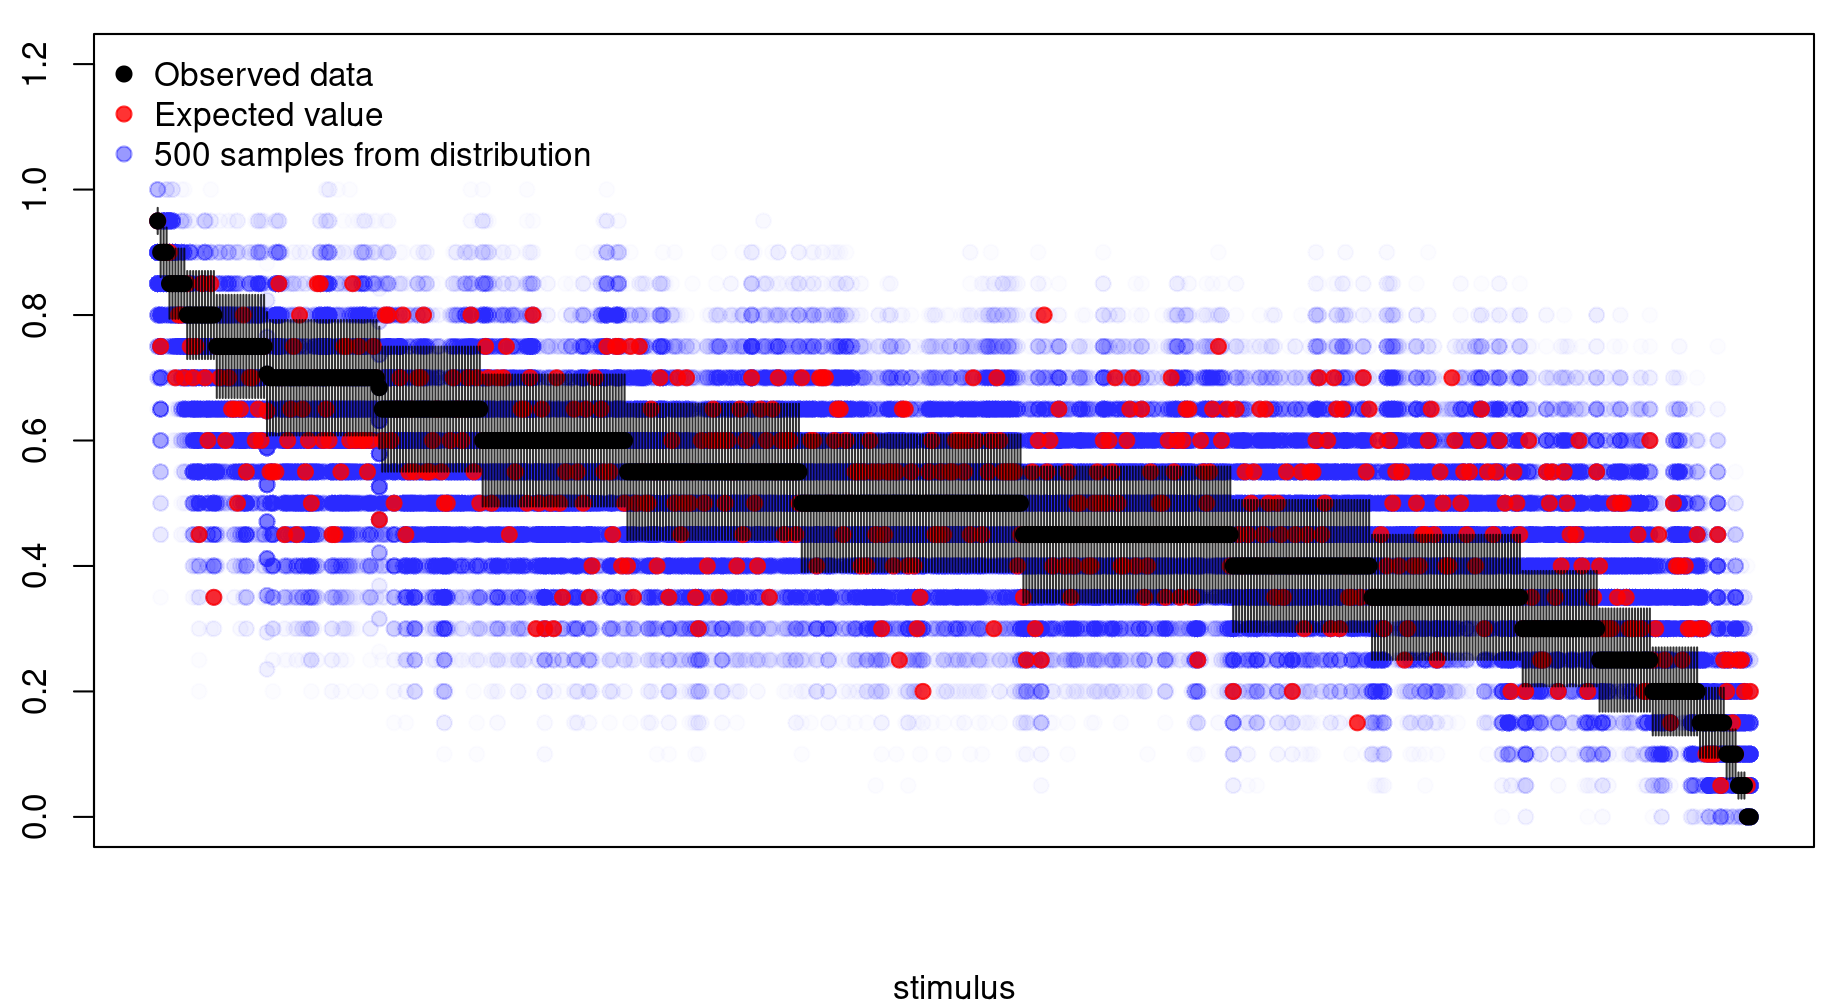 1.2
1.0
0.8
0.6
0.4
0.2
0.0
Observed data
Expected value
500 samples from distribution
stimulus